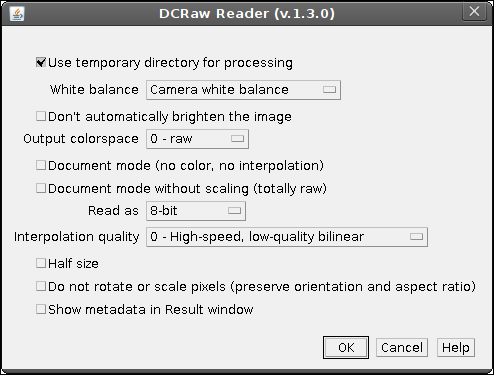 DCRaw Reader (v.1.3.0)
Use temporary directory for processing
White balance Camera white balance
Don't automatically brighten the image
Output colorspace 0 - raw
Document mode (no color, no interpolation)
Document mode without scaling (totally raw)
Read as 8-bit
Interpolation quality 0 - High-speed, low-quality bilinear
Half size
Do not rotate or scale pixels (preserve orientation and aspect ratio)
Show metadata in Result window
OK Cancel Help